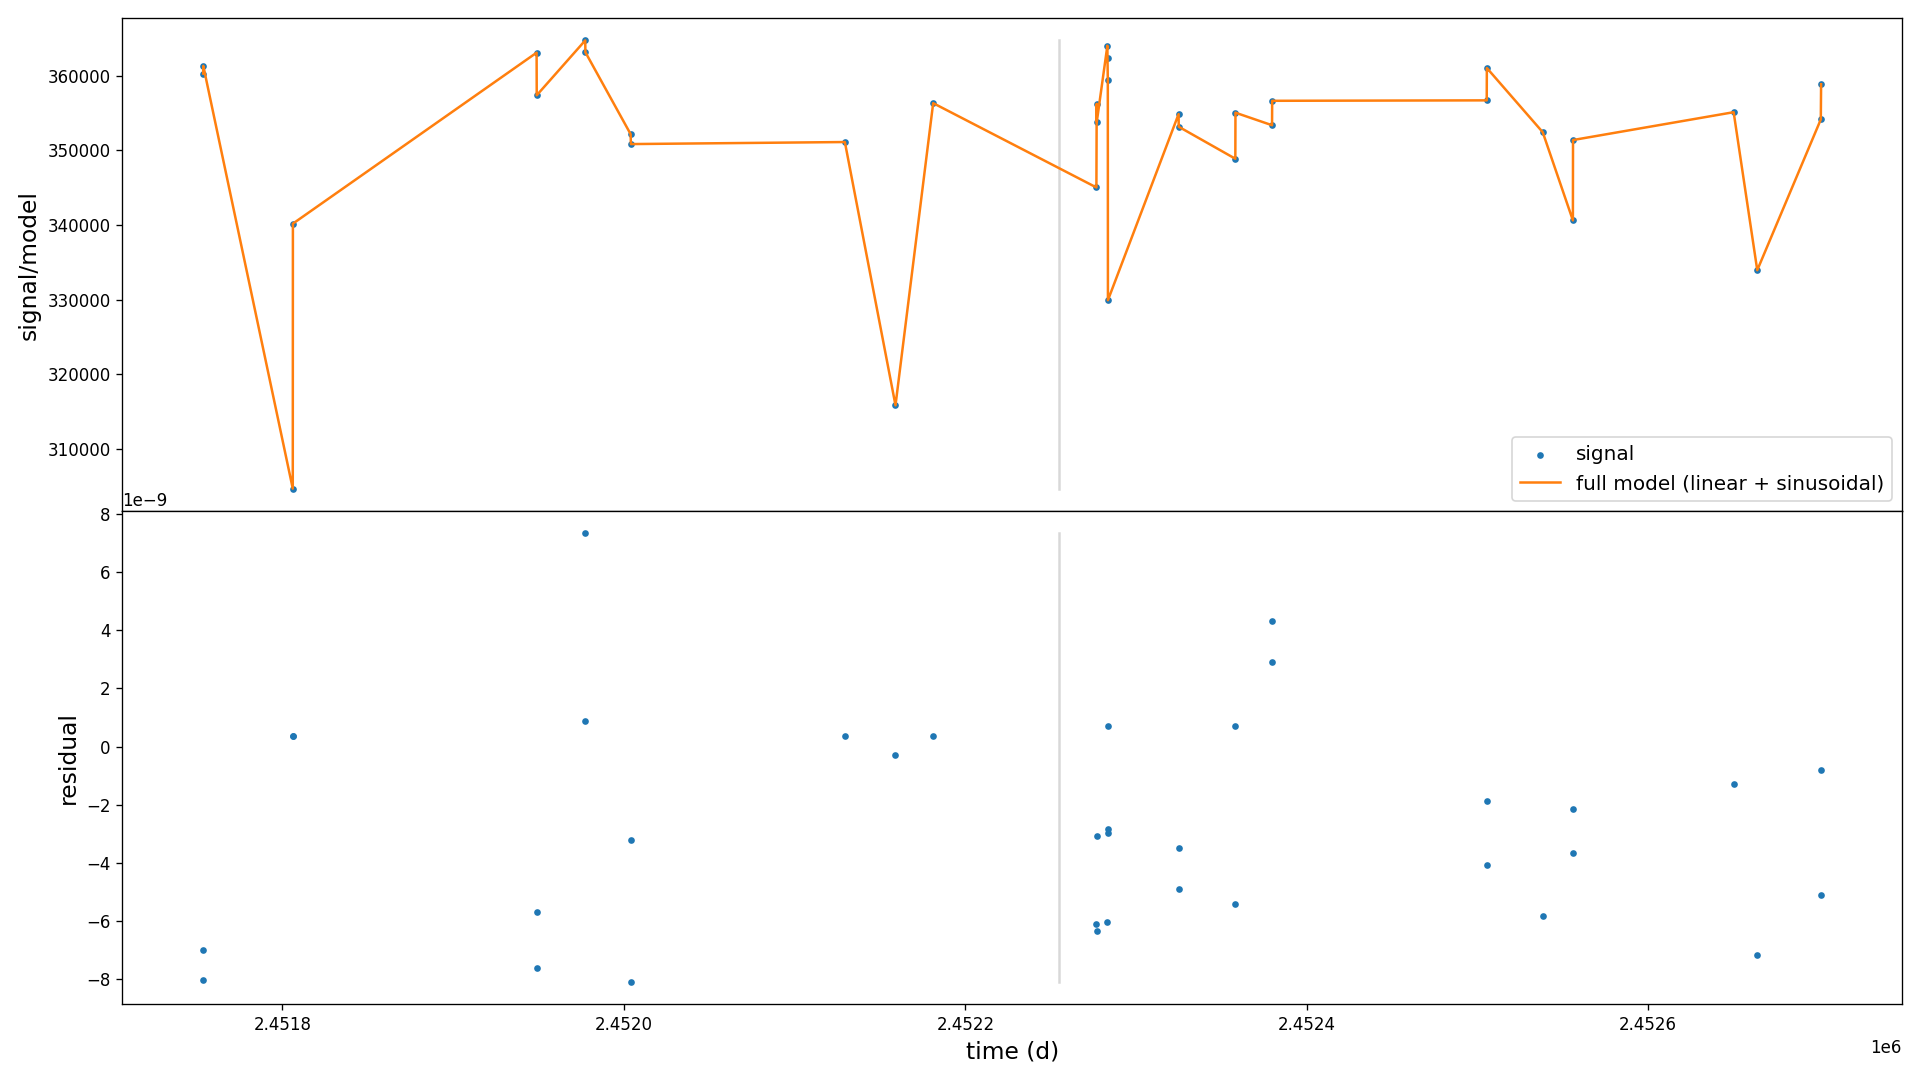 360000
350000
340000
330000
320000
310000
signal/model
signal
full model (linear + sinusoidal)
1e−9
8
6
4
2
0
−2
−4
−6
−8
residual
2.4518
2.4520
2.4522
2.4524
2.4526
time (d)
1e6